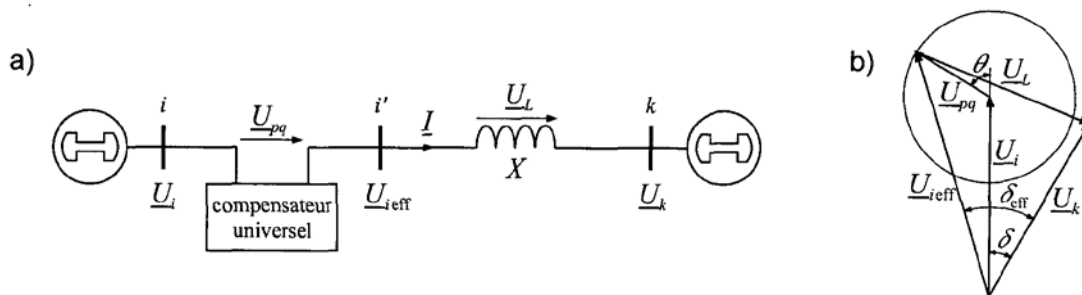 a)
i
U_pq
i'
I
U_L
k
X
U_i
compensateur
universel
U_ieff
U_k
b)
θ
U_L
U_pq
U_i
U_ieff
δ_eff
U_k
δ